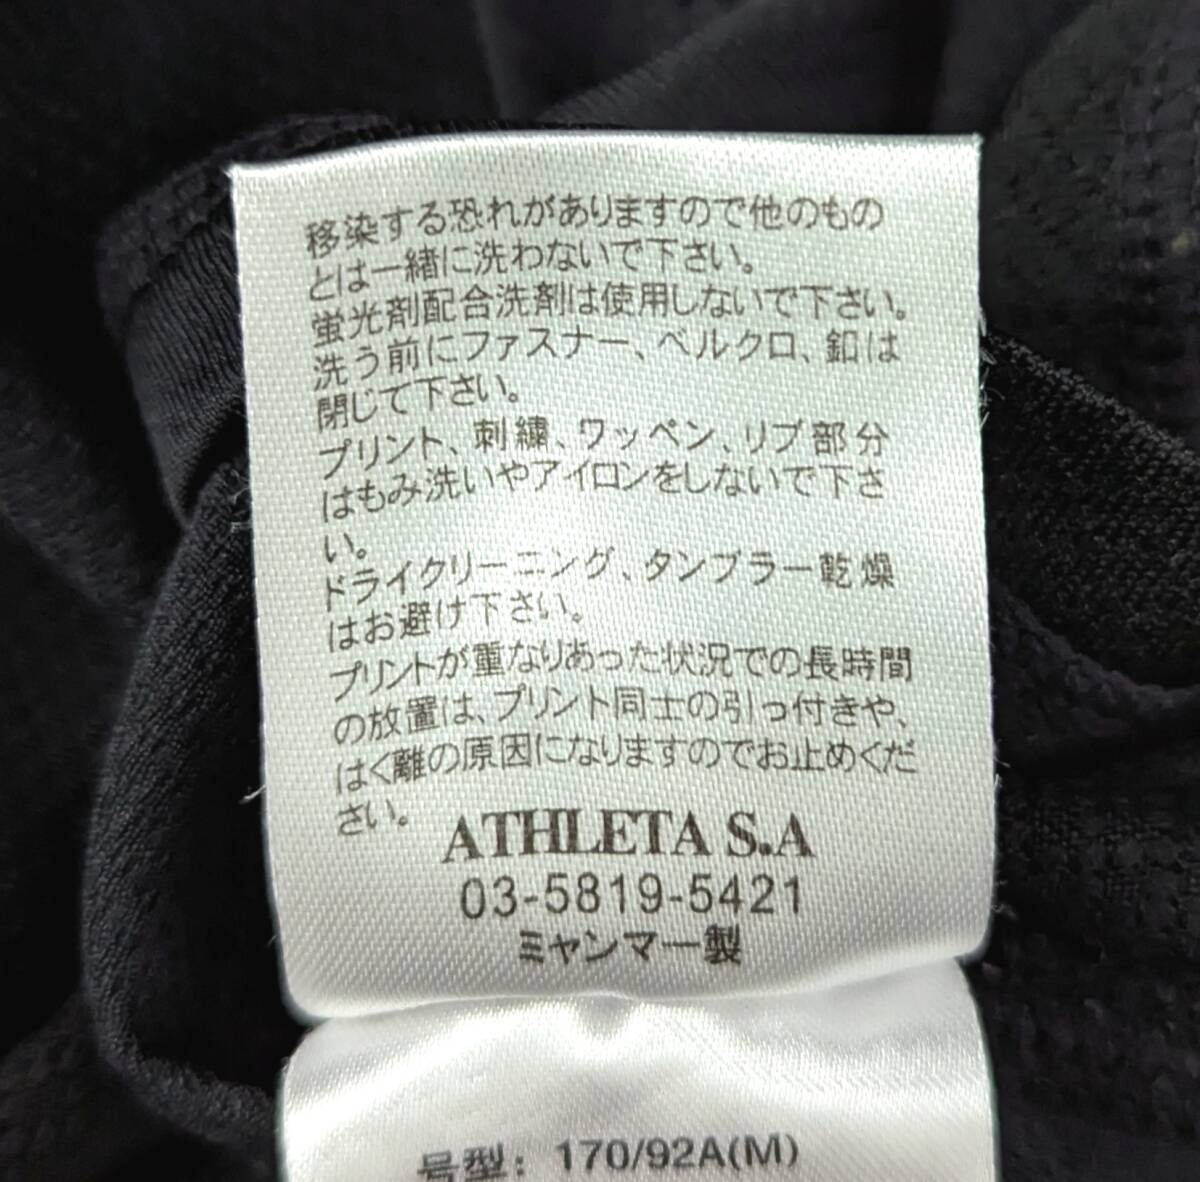 移染する恐れがありますので他のもの
とは一緒に洗わないで下さい。
蛍光剤配合洗剤は使用しないで下さい。
洗う前にファスナー、ベルクロ、釦は
閉じて下さい。
プリント、刺繍、ワッペン、リブ部分
はもみ洗いやアイロンをしないで下さ
い。
ドライクリーニング、タンブラー乾燥
はお避け下さい。
プリントが重なりあった状況での長時間
の放置は、プリント同士の引っ付きや、
はく離の原因になりますのでお止めくだ
さい。
ATHLETA S.A
03-5819-5421
ミャンマー製
号型: 170/92A(M)